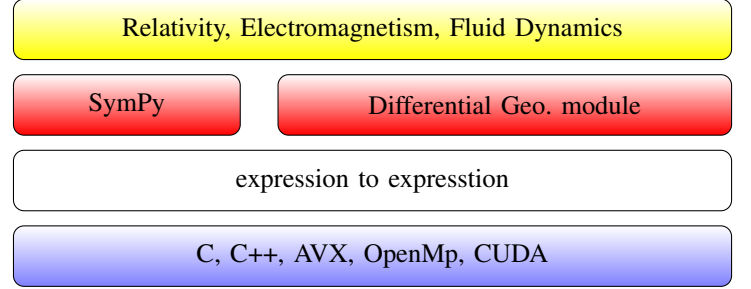 Relativity, Electromagnetism, Fluid Dynamics
SymPy
Differential Geo. module
expression to expresstion
C, C++, AVX, OpenMp, CUDA